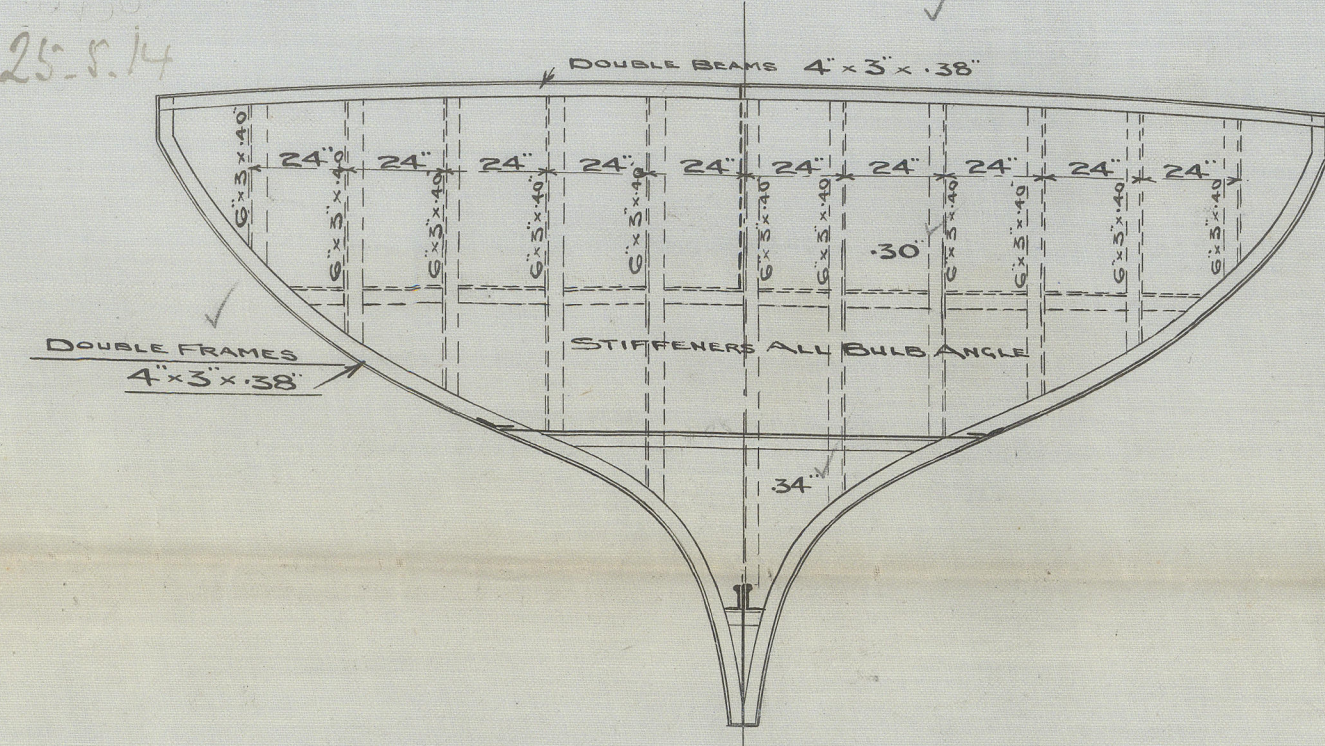 25-5.14
DOUBLE BEAMS 4" × 3" × .38"
24" 24" 24" 24" 24" 24" 24" 24" 24" 24"
6" × 3" × .40"
6" × 3" × .40
6" × 3" × .40
6" × 3" × .40"
6" × 3" × .40
6" × 3" × .40
6" × 3" × .40
6" × 3" × .40
6" × 3" × .40
6" × 3" × .40
6" × 3" × .40
.30"
DOUBLE FRAMES
4" × 3" × .38"
STIFFENERS ALL BULB ANGLE
.34"